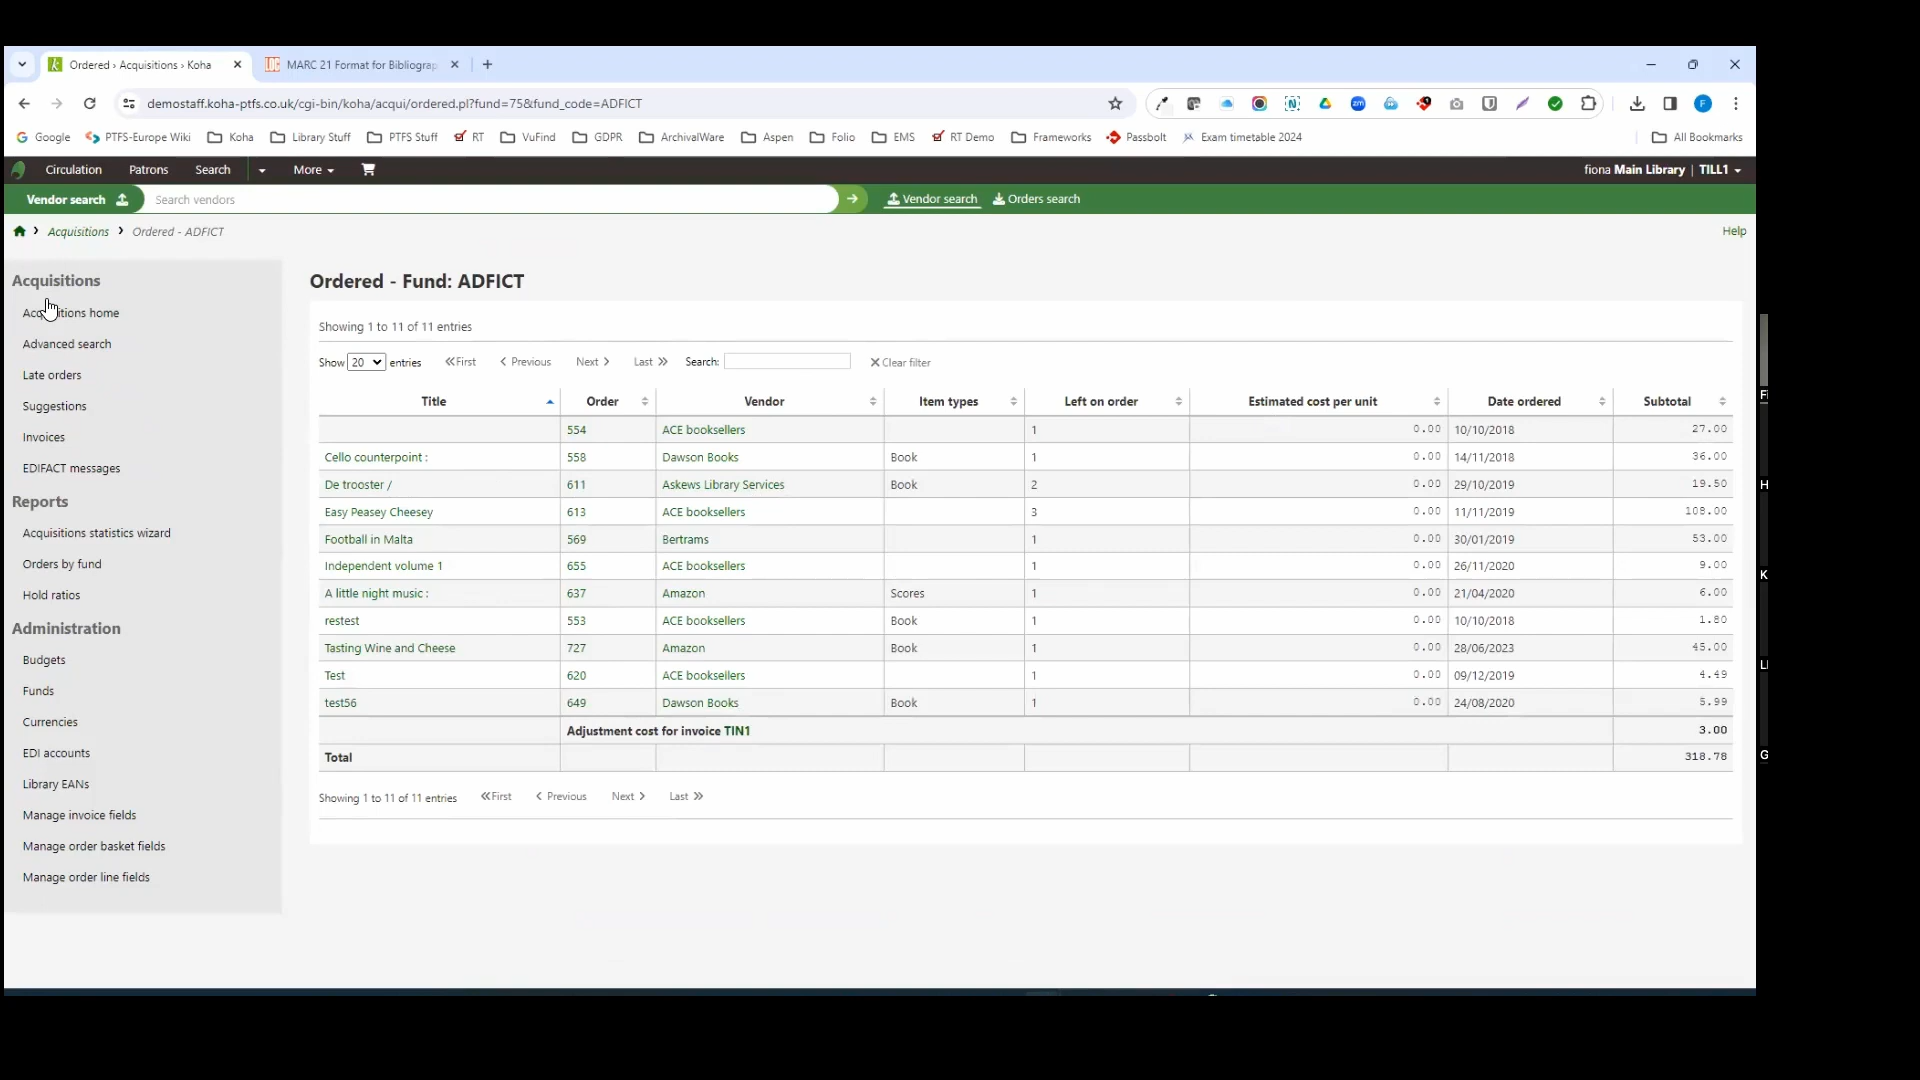 Ordered › Acquisitions › Koha
MARC 21 Format for Bibliograp
demostaff.koha-ptfs.co.uk/cgi-bin/koha/acqui/ordered.pl?fund=75&fund_code=ADFICT
Google PTFS-Europe Wiki Koha Library Stuff PTFS Stuff RT VuFind GDPR ArchivalWare Aspen Folio EMS RT Demo Frameworks Passbolt Exam timetable 2024 All Bookmarks
Circulation Patrons Search More fiona Main Library | TILL1
Vendor search Search vendors Vendor search Orders search
Acquisitions Ordered - ADFICT Help
Acquisitions
Acquisitions home
Advanced search
Late orders
Suggestions
Invoices
EDIFACT messages
Reports
Acquisitions statistics wizard
Orders by fund
Hold ratios
Administration
Budgets
Funds
Currencies
EDI accounts
Library EANs
Manage invoice fields
Manage order basket fields
Manage order line fields
Ordered - Fund: ADFICT
Showing 1 to 11 of 11 entries
Show 20 entries First Previous Next Last Search: Clear filter
Title Order Vendor Item types Left on order Estimated cost per unit Date ordered Subtotal
554 ACE booksellers 1 0.00 10/10/2018 27.00
Cello counterpoint : 558 Dawson Books Book 1 0.00 14/11/2018 36.00
De trooster / 611 Askews Library Services Book 2 0.00 29/10/2019 19.50
Easy Peasey Cheesey 613 ACE booksellers 3 0.00 11/11/2019 108.00
Football in Malta 569 Bertrams 1 0.00 30/01/2019 53.00
Independent volume 1 655 ACE booksellers 1 0.00 26/11/2020 9.00
A little night music : 637 Amazon Scores 1 0.00 21/04/2020 6.00
restest 553 ACE booksellers Book 1 0.00 10/10/2018 1.80
Tasting Wine and Cheese 727 Amazon Book 1 0.00 28/06/2023 45.00
Test 620 ACE booksellers 1 0.00 09/12/2019 4.49
test56 649 Dawson Books Book 1 0.00 24/08/2020 5.99
Adjustment cost for invoice TIN1 3.00
Total 318.78
Showing 1 to 11 of 11 entries First Previous Next Last